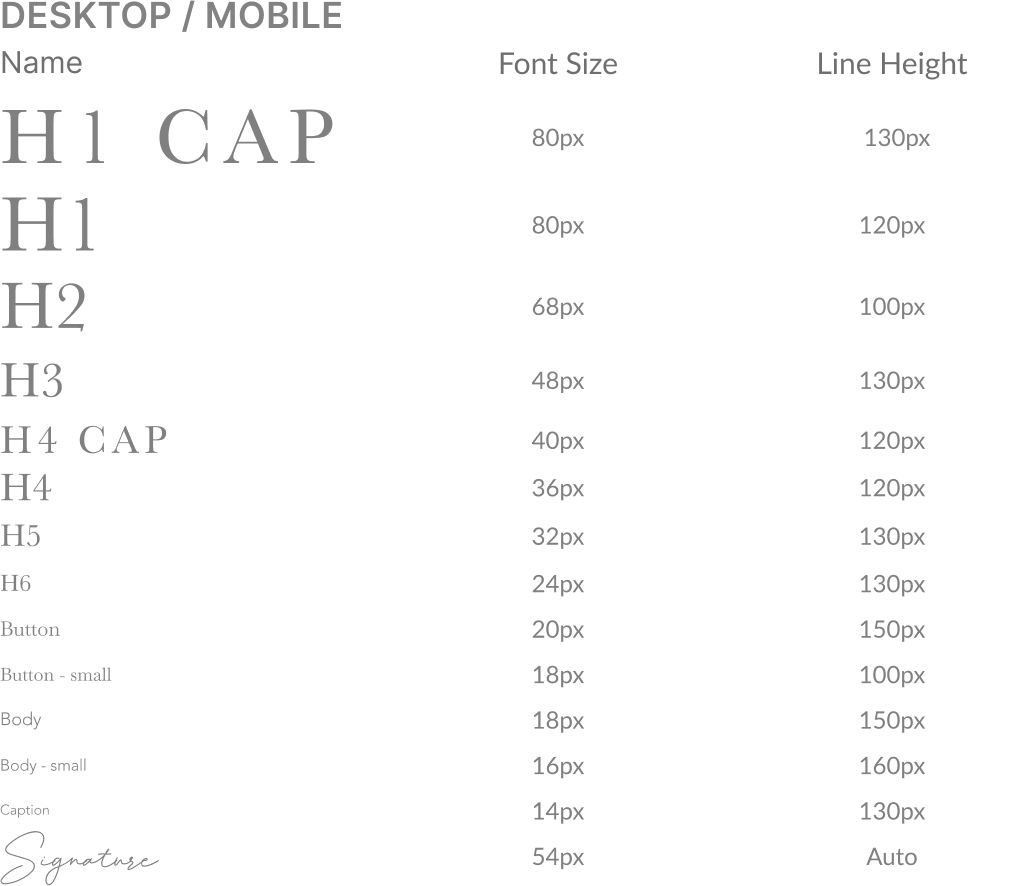 DESKTOP / MOBILE
Name Font Size Line Height
H1 CAP 80px 130px
H1 80px 120px
H2 68px 100px
H3 48px 130px
H4 CAP 40px 120px
H4 36px 120px
H5 32px 130px
H6 24px 130px
Button 20px 150px
Button - small 18px 100px
Body 18px 150px
Body - small 16px 160px
Caption 14px 130px
Signature 54px Auto